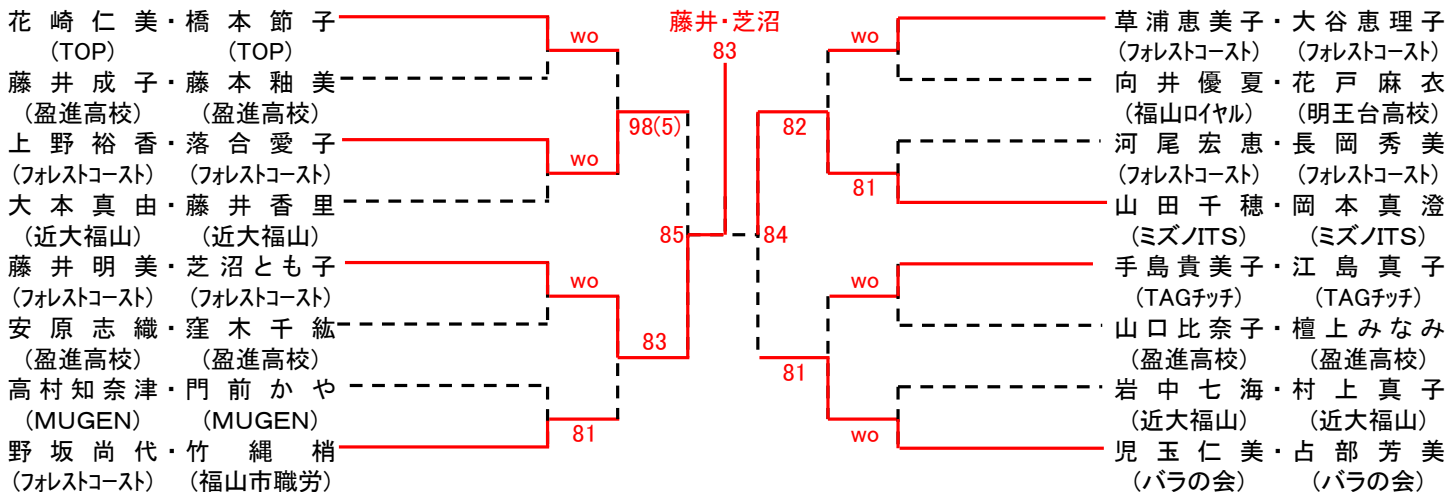 花崎仁美・橋本節子
(TOP) (TOP)
藤井成子・藤本釉美
(盈進高校) (盈進高校)
上野裕香・落合愛子
(フォレストコースト) (フォレストコースト)
大本真由・藤井香里
(近大福山) (近大福山)
藤井明美・芝沼とも子
(フォレストコースト) (フォレストコースト)
安原志織・窪木千紘
(盈進高校) (盈進高校)
高村知奈津・門前かや
(MUGEN) (MUGEN)
野坂尚代・竹縄梢
(フォレストコースト) (福山市職労)
wo
wo
wo
81
98(5)
83
85
藤井・芝沼
83
84
82
81
wo
81
wo
wo
草浦恵美子・大谷恵理子
(フォレストコースト) (フォレストコースト)
向井優夏・花戸麻衣
(福山ロイヤル) (明王台高校)
河尾宏恵・長岡秀美
(フォレストコースト) (フォレストコースト)
山田千穂・岡本真澄
(ミズノITS) (ミズノITS)
手島貴美子・江島真子
(TAGチッチ) (TAGチッチ)
山口比奈子・檀上みなみ
(盈進高校) (盈進高校)
岩中七海・村上真子
(近大福山) (近大福山)
児玉仁美・占部芳美
(バラの会) (バラの会)